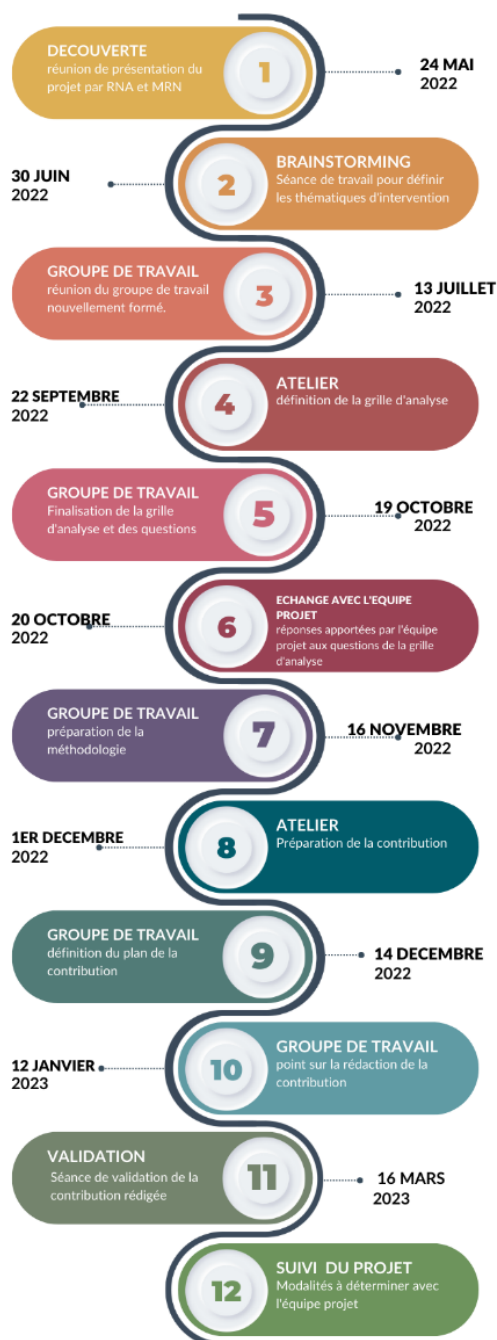 DECOUVERTE
réunion de présentation du
projet par RNA et MRN
1
24 MAI
2022
30 JUIN
2022
2
BRAINSTORMING
Séance de travail pour définir
les thématiques d'intervention
GROUPE DE TRAVAIL
réunion du groupe de travail
nouvellement formé.
3
13 JUILLET
2022
22 SEPTEMBRE
2022
4
ATELIER
définition de la grille d'analyse
GROUPE DE TRAVAIL
Finalisation de la grille
d'analyse et des questions
5
19 OCTOBRE
2022
20 OCTOBRE
2022
6
ECHANGE AVEC L'EQUIPE
PROJET
réponses apportées par l'équipe
projet aux questions de la grille
d'analyse
GROUPE DE TRAVAIL
préparation de la
méthodologie
7
16 NOVEMBRE
2022
1ER DECEMBRE
2022
8
ATELIER
Préparation de la contribution
GROUPE DE TRAVAIL
définition du plan de la
contribution
9
14 DECEMBRE
2022
12 JANVIER
2023
10
GROUPE DE TRAVAIL
point sur la rédaction de la
contribution
VALIDATION
Séance de validation de la
contribution rédigée
11
16 MARS
2023
12
SUIVI DU PROJET
Modalités à déterminer avec
l'équipe projet